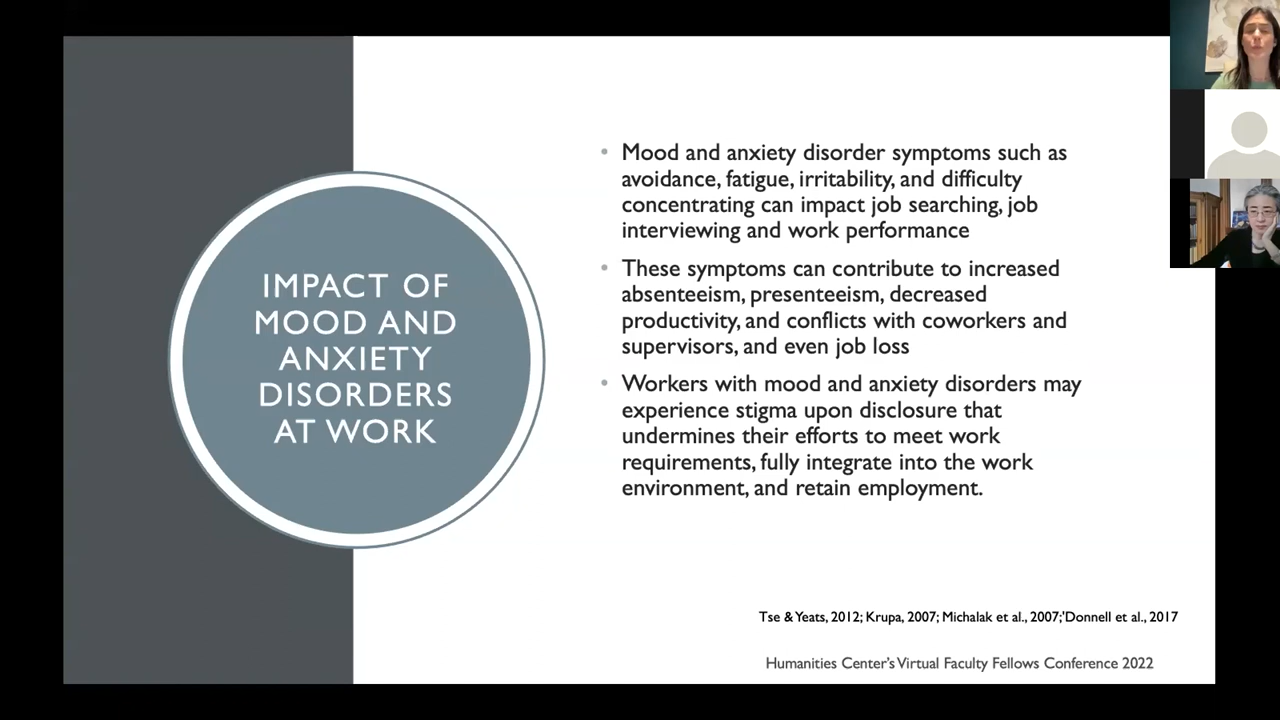 IMPACT OF
MOOD AND
ANXIETY
DISORDERS
AT WORK
• Mood and anxiety disorder symptoms such as
avoidance, fatigue, irritability, and difficulty
concentrating can impact job searching, job
interviewing and work performance
• These symptoms can contribute to increased
absenteeism, presenteeism, decreased
productivity, and conflicts with coworkers and
supervisors, and even job loss
• Workers with mood and anxiety disorders may
experience stigma upon disclosure that
undermines their efforts to meet work
requirements, fully integrate into the work
environment, and retain employment.
Tse & Yeats, 2012; Krupa, 2007; Michalak et al., 2007;'Donnell et al., 2017
Humanities Center's Virtual Faculty Fellows Conference 2022